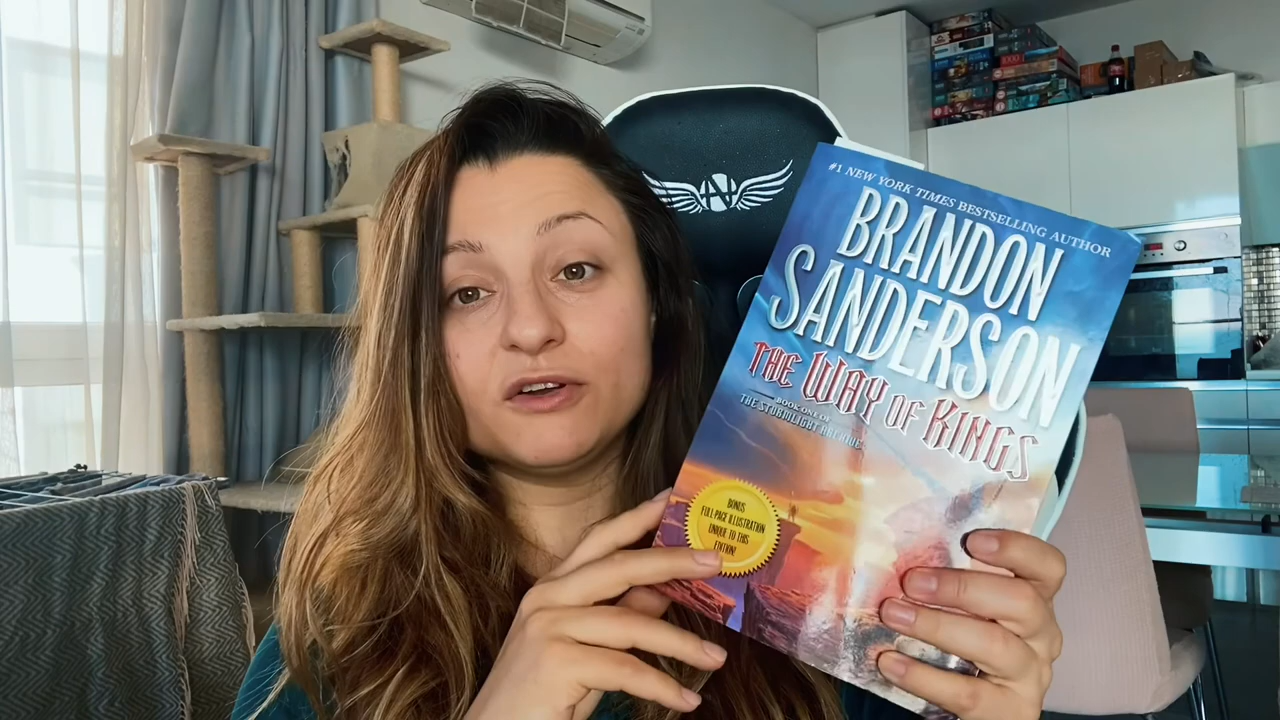 #1 NEW YORK TIMES BESTSELLING AUTHOR
BRANDON
SANDERSON
THE WAY OF KINGS
BOOK ONE OF
THE STORMLIGHT ARCHIVE
BONUS
FULL PAGE ILLUSTRATION
UNIQUE TO THIS
EDITION!